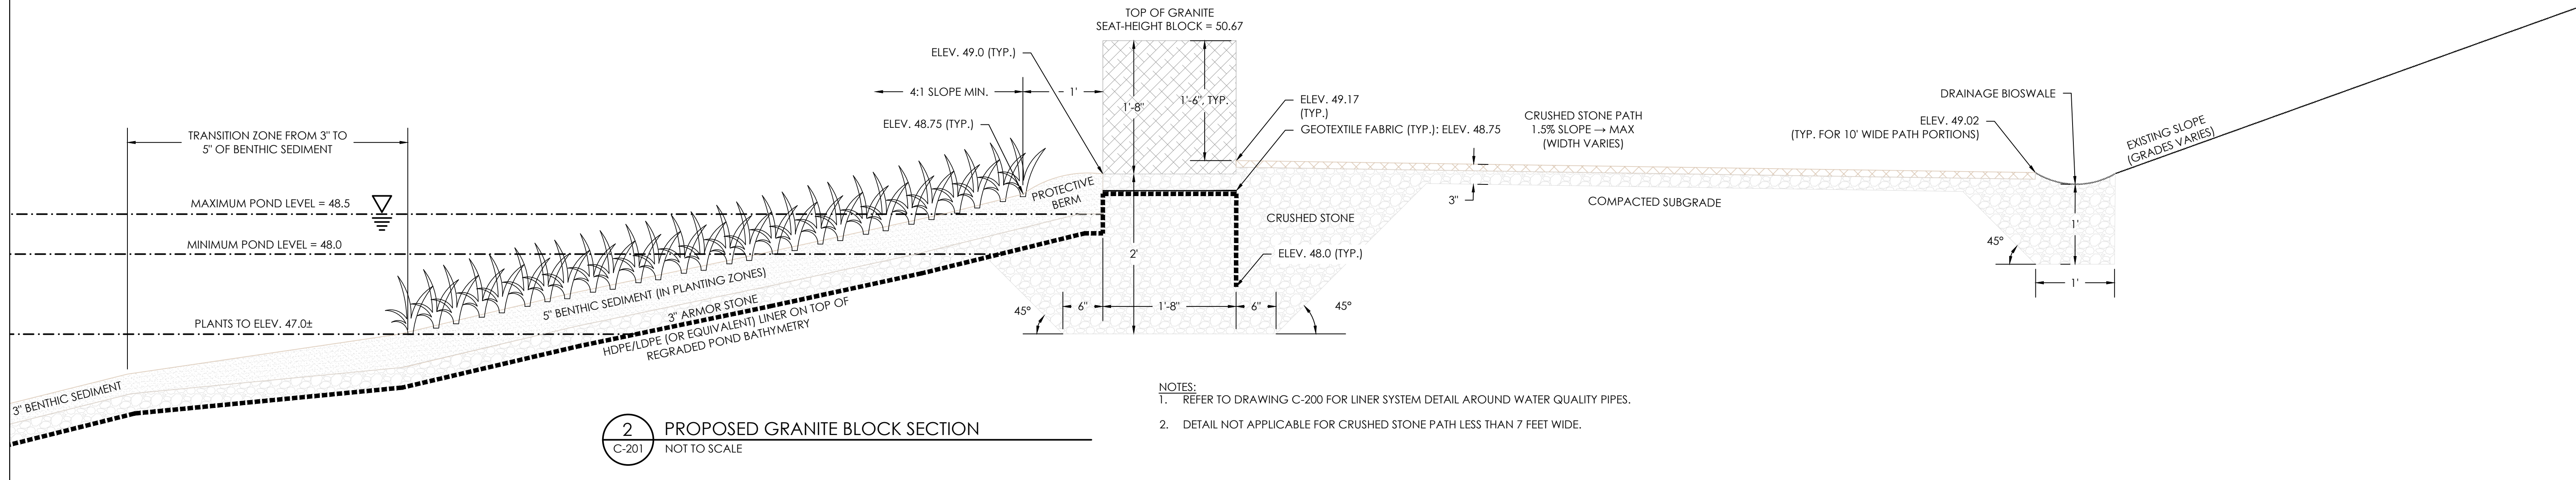 TOP OF GRANITE
SEAT-HEIGHT BLOCK = 50.67
ELEV. 49.0 (TYP.)
4:1 SLOPE MIN.
1'
1'-8"
1'-6", TYP.
ELEV. 48.75 (TYP.)
ELEV. 49.17
(TYP.)
GEOTEXTILE FABRIC (TYP.): ELEV. 48.75
CRUSHED STONE PATH
1.5% SLOPE → MAX
(WIDTH VARIES)
DRAINAGE BIOSWALE
ELEV. 49.02
(TYP. FOR 10' WIDE PATH PORTIONS)
EXISTING SLOPE
(GRADES VARIES)
TRANSITION ZONE FROM 3" TO
5" OF BENTHIC SEDIMENT
MAXIMUM POND LEVEL = 48.5
MINIMUM POND LEVEL = 48.0
PLANTS TO ELEV. 47.0±
3" BENTHIC SEDIMENT
5" BENTHIC SEDIMENT (IN PLANTING ZONES)
3" ARMOR STONE
HDPE/LDPE (OR EQUIVALENT) LINER ON TOP OF
REGRADED POND BATHYMETRY
PROTECTIVE
BERM
2'
CRUSHED STONE
ELEV. 48.0 (TYP.)
3"
COMPACTED SUBGRADE
45°
6"
1'-8"
6"
45°
45°
1'
1'
2
C-201
PROPOSED GRANITE BLOCK SECTION
NOT TO SCALE
NOTES:
1. REFER TO DRAWING C-200 FOR LINER SYSTEM DETAIL AROUND WATER QUALITY PIPES.
2. DETAIL NOT APPLICABLE FOR CRUSHED STONE PATH LESS THAN 7 FEET WIDE.